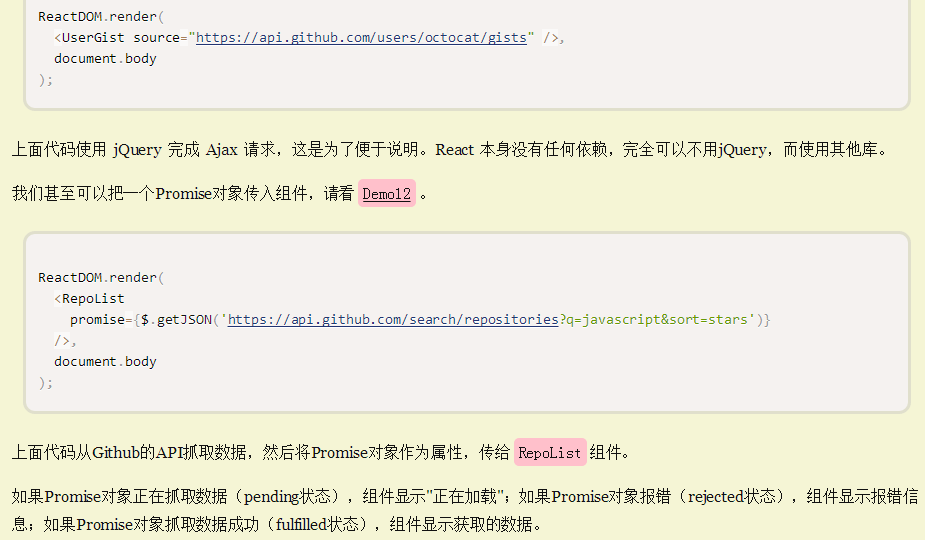 ReactDOM.render(
<UserGist source="https://api.github.com/users/octocat/gists" />,
document.body
);
上面代码使用 jQuery 完成 Ajax 请求，这是为了便于说明。React 本身没有任何依赖，完全可以不用jQuery，而使用其他库。
我们甚至可以把一个Promise对象传入组件，请看 Demo12 。
ReactDOM.render(
<RepoList
promise={$.getJSON('https://api.github.com/search/repositories?q=javascript&sort=stars')}
/>,
document.body
);
上面代码从Github的API抓取数据，然后将Promise对象作为属性，传给 RepoList 组件。
如果Promise对象正在抓取数据（pending状态），组件显示"正在加载"；如果Promise对象报错（rejected状态），组件显示报错信
息；如果Promise对象抓取数据成功（fulfilled状态），组件显示获取的数据。